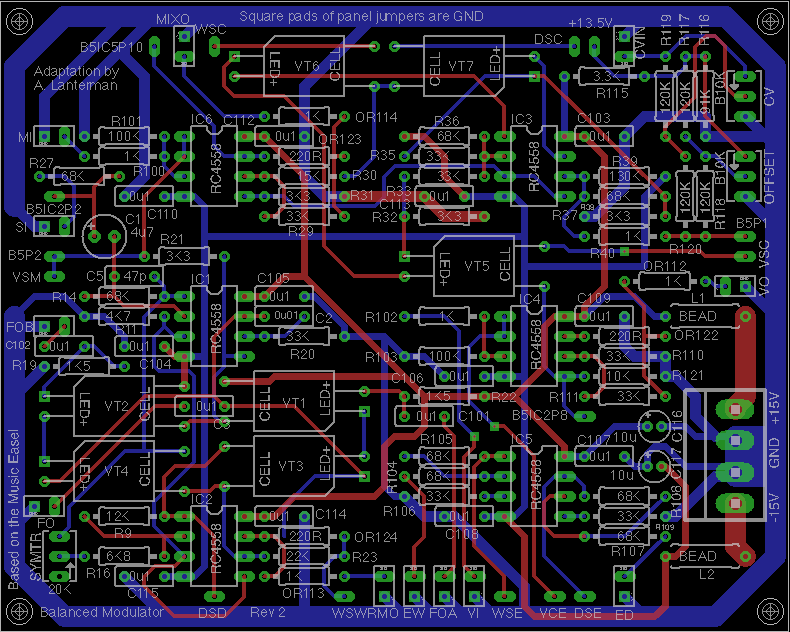 Square pads of panel jumpers are GND
MIXO
WSC
B5IC5P10
+13.5V
DSC
CVIN
R119
R117
R116
LED+
VT6
CELL
CELL
VT7
LED+
Adaptation by
A. Lanterman
3.3K
R115
120K
120K
91K
B10K
CV
R101
IC6
C112
1K
OR114
R36
IC3
C103
MI
100K
0u1
OR123
68K
0u1
1K
R100
RC4558
220R
R35
33K
RC4558
R39
R27
68K
15K
R30
33K
130K
B10K
OFFSET
0u1
33K
R31
R33
C113
0u1
68K
120K
120K
R118
B5IC2P2
C110
3K3
R32
3K3
R37
33K
SI
C1
4u7
R29
1K
B5P1
B5P2
R21
3K3
R40
R120
VSC
VSM
C5
47p
IC1
C105
LED+
VT5
CELL
OR112
1K
VO
R14
68K
0u1
IC4
C109
L1
FOB
4K7
0u01
C2
R102
1K
0u1
BEAD
C102
0u1
R11
0u1
RC4558
33K
RC4558
220R
OR122
R19
1K5
C104
R20
R103
100K
33K
R110
C106
0u1
10K
R121
LED+
VT2
CELL
0u1
C3
CELL
VT1
LED+
1K5
R22
R111
33K
0u1
C101
B5IC2P8
+15V
LED+
VT4
CELL
CELL
VT3
LED+
R105
IC5
C107
10u
C116
GND
R104
68K
0u1
10u
C117
68K
RC4558
R106
33K
68K
R108
-15V
FO
IC2
C114
0u1
C108
33K
R109
12K
0u1
33K
R107
R9
220R
OR124
SYMTR
6K8
RC4558
22K
R23
BEAD
L2
R16
0u1
1K
OR113
20K
C115
Balanced Modulator
DSD
Rev 2
WSW
RMO
EW
FOA
VI
WSE
VCE
DSE
ED
Based on the Music Easel